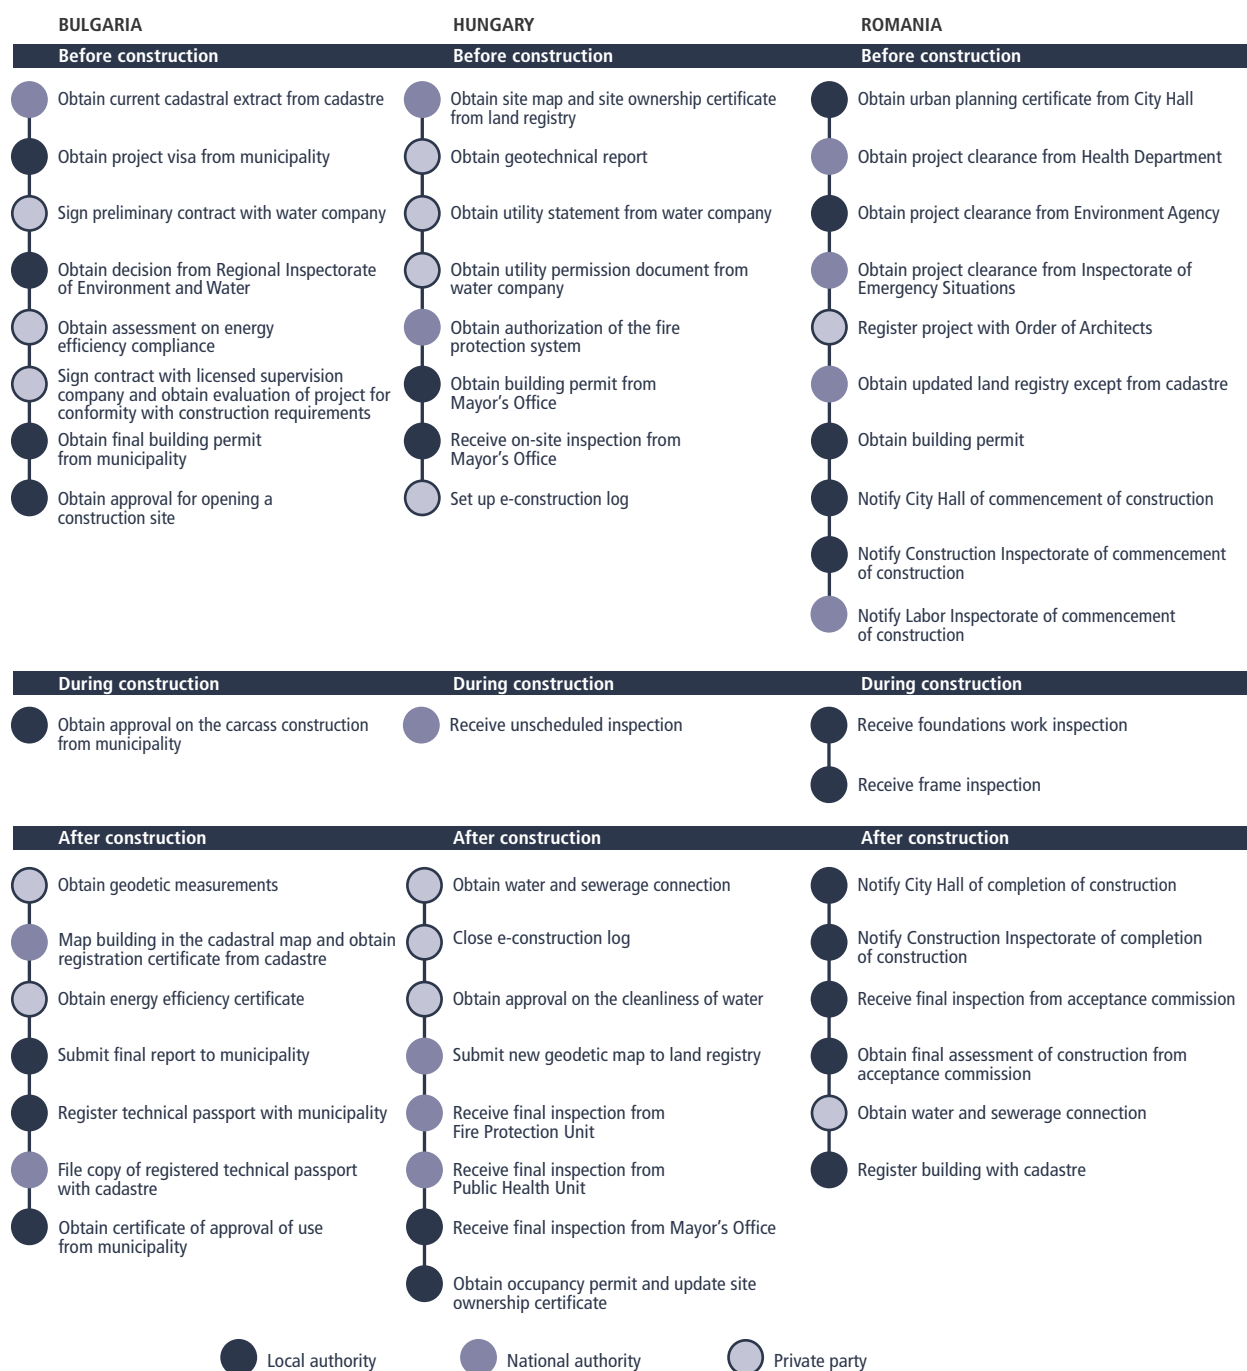 BULGARIA
Before construction
Obtain current cadastral extract from cadastre
Obtain project visa from municipality
Sign preliminary contract with water company
Obtain decision from Regional Inspectorate
of Environment and Water
Obtain assessment on energy
efficiency compliance
Sign contract with licensed supervision
company and obtain evaluation of project for
conformity with construction requirements
Obtain final building permit
from municipality
Obtain approval for opening a
construction site
HUNGARY
Before construction
Obtain site map and site ownership certificate
from land registry
Obtain geotechnical report
Obtain utility statement from water company
Obtain utility permission document from
water company
Obtain authorization of the fire
protection system
Obtain building permit from
Mayor's Office
Receive on-site inspection from
Mayor's Office
Set up e-construction log
ROMANIA
Before construction
Obtain urban planning certificate from City Hall
Obtain project clearance from Health Department
Obtain project clearance from Environment Agency
Obtain project clearance from Inspectorate of
Emergency Situations
Register project with Order of Architects
Obtain updated land registry except from cadastre
Obtain building permit
Notify City Hall of commencement of construction
Notify Construction Inspectorate of commencement
of construction
Notify Labor Inspectorate of commencement
of construction
During construction
Obtain approval on the carcass construction
from municipality
During construction
Receive unscheduled inspection
During construction
Receive foundations work inspection
Receive frame inspection
After construction
Obtain geodetic measurements
Map building in the cadastral map and obtain
registration certificate from cadastre
Obtain energy efficiency certificate
Submit final report to municipality
Register technical passport with municipality
File copy of registered technical passport
with cadastre
Obtain certificate of approval of use
from municipality
After construction
Obtain water and sewerage connection
Close e-construction log
Obtain approval on the cleanliness of water
Submit new geodetic map to land registry
Receive final inspection from
Fire Protection Unit
Receive final inspection from
Public Health Unit
Receive final inspection from Mayor's Office
Obtain occupancy permit and update site
ownership certificate
After construction
Notify City Hall of completion of construction
Notify Construction Inspectorate of completion
of construction
Receive final inspection from acceptance commission
Obtain final assessment of construction from
acceptance commission
Obtain water and sewerage connection
Register building with cadastre
Local authority
National authority
Private party